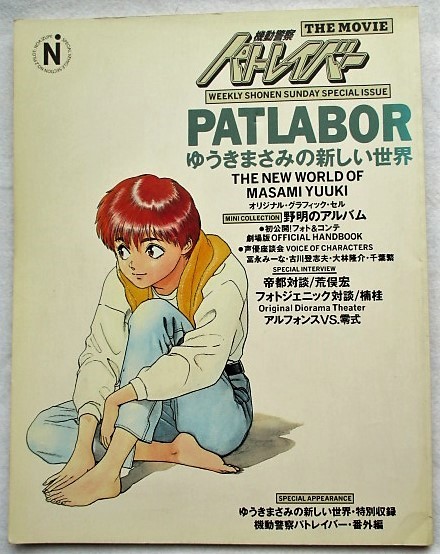 THE MOVIE
機動警察
パトレイバー
WEEKLY SHONEN SUNDAY SPECIAL ISSUE
PATLABOR
ゆうきまさみの新しい世界
THE NEW WORLD OF
MASAMI YUUKI
オリジナル・グラフィック・セル
MINI COLLECTION 野明のアルバム
●初公開!フォト&コンテ
劇場版OFFICIAL HANDBOOK
●声優座談会 VOICE OF CHARACTERS
冨永みーな・古川登志夫・大林隆介・千葉繁
SPECIAL INTERVIEW
帝都対談/荒俣宏
フォトジェニック対談/楠桂
Original Diorama Theater
アルフォンスVS.零式
N
SPECIAL APPEARANCE
ゆうきまさみの新しい世界・特別収録
機動警察パトレイバー・番外編